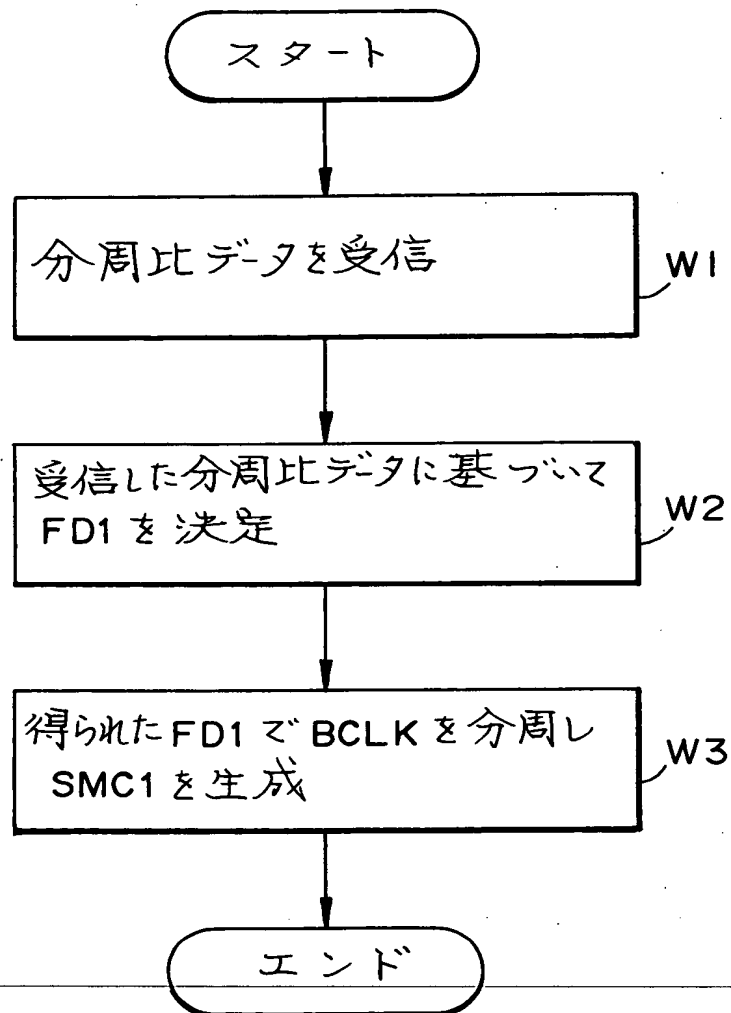 スタート
分周比データを受信
W1
受信した分周比データに基づいて
FD1を決定
W2
得られたFD1でBCLKを分周し
SMC1を生成
W3
エンド